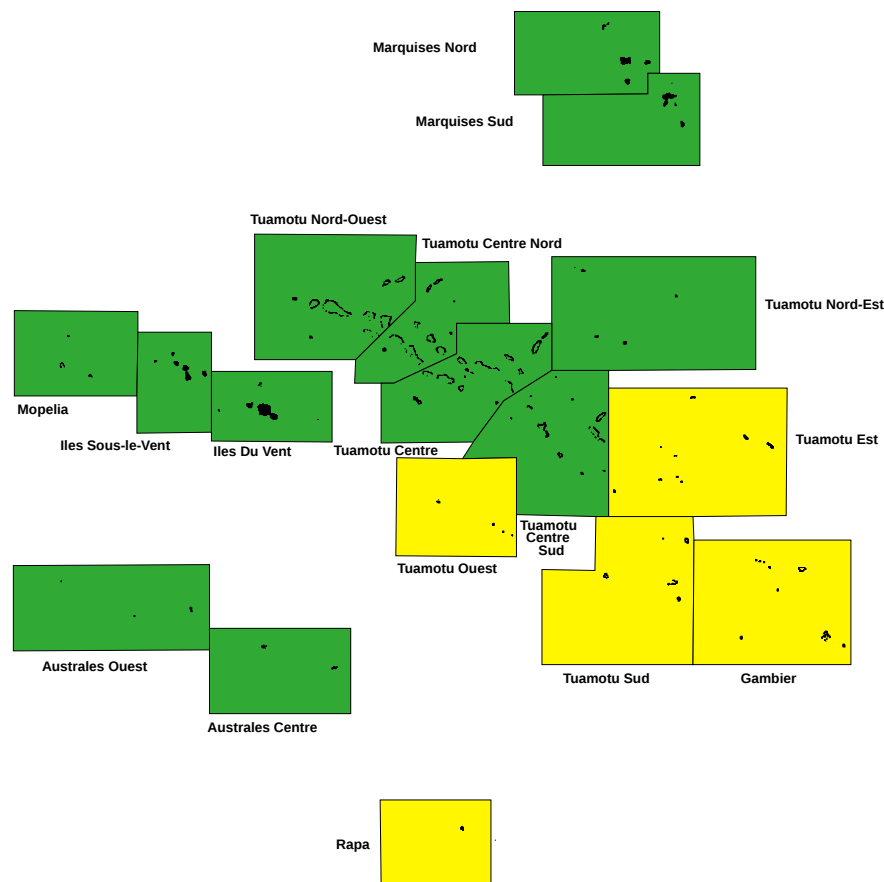 Marquises Nord
Marquises Sud
Tuamotu Nord-Ouest
Tuamotu Centre Nord
Tuamotu Nord-Est
Mopelia
Iles Sous-le-Vent
Iles Du Vent
Tuamotu Centre
Tuamotu Est
Tuamotu
Centre
Sud
Tuamotu Ouest
Australes Ouest
Tuamotu Sud
Gambier
Australes Centre
Rapa